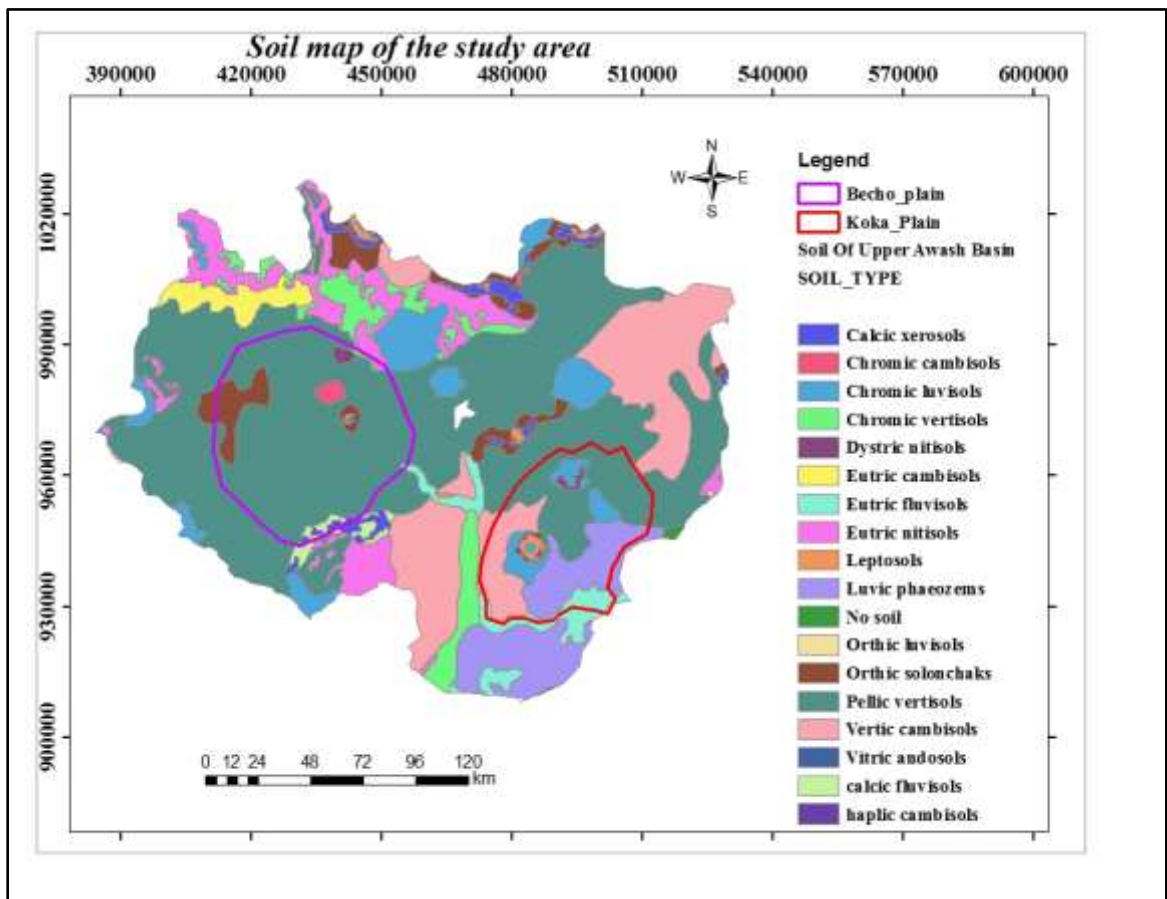 Soil map of the study area
390000 420000 450000 480000 510000 540000 570000 600000
1020000
990000
960000
930000
900000
N
W E
S
Legend
Becho_plain
Koka_Plain
Soil Of Upper Awash Basin
SOIL_TYPE
Calcic xerosols
Chromic cambisols
Chromic luvisols
Chromic vertisols
Dystric nitisols
Eutric cambisols
Eutric fluvisols
Eutric nitisols
Leptosols
Luvic phaeozems
No soil
Orthic luvisols
Orthic solonchaks
Pellic vertisols
Vertic cambisols
Vitric andosols
calcic fluvisols
haplic cambisols
0 12 24 48 72 96 120
km